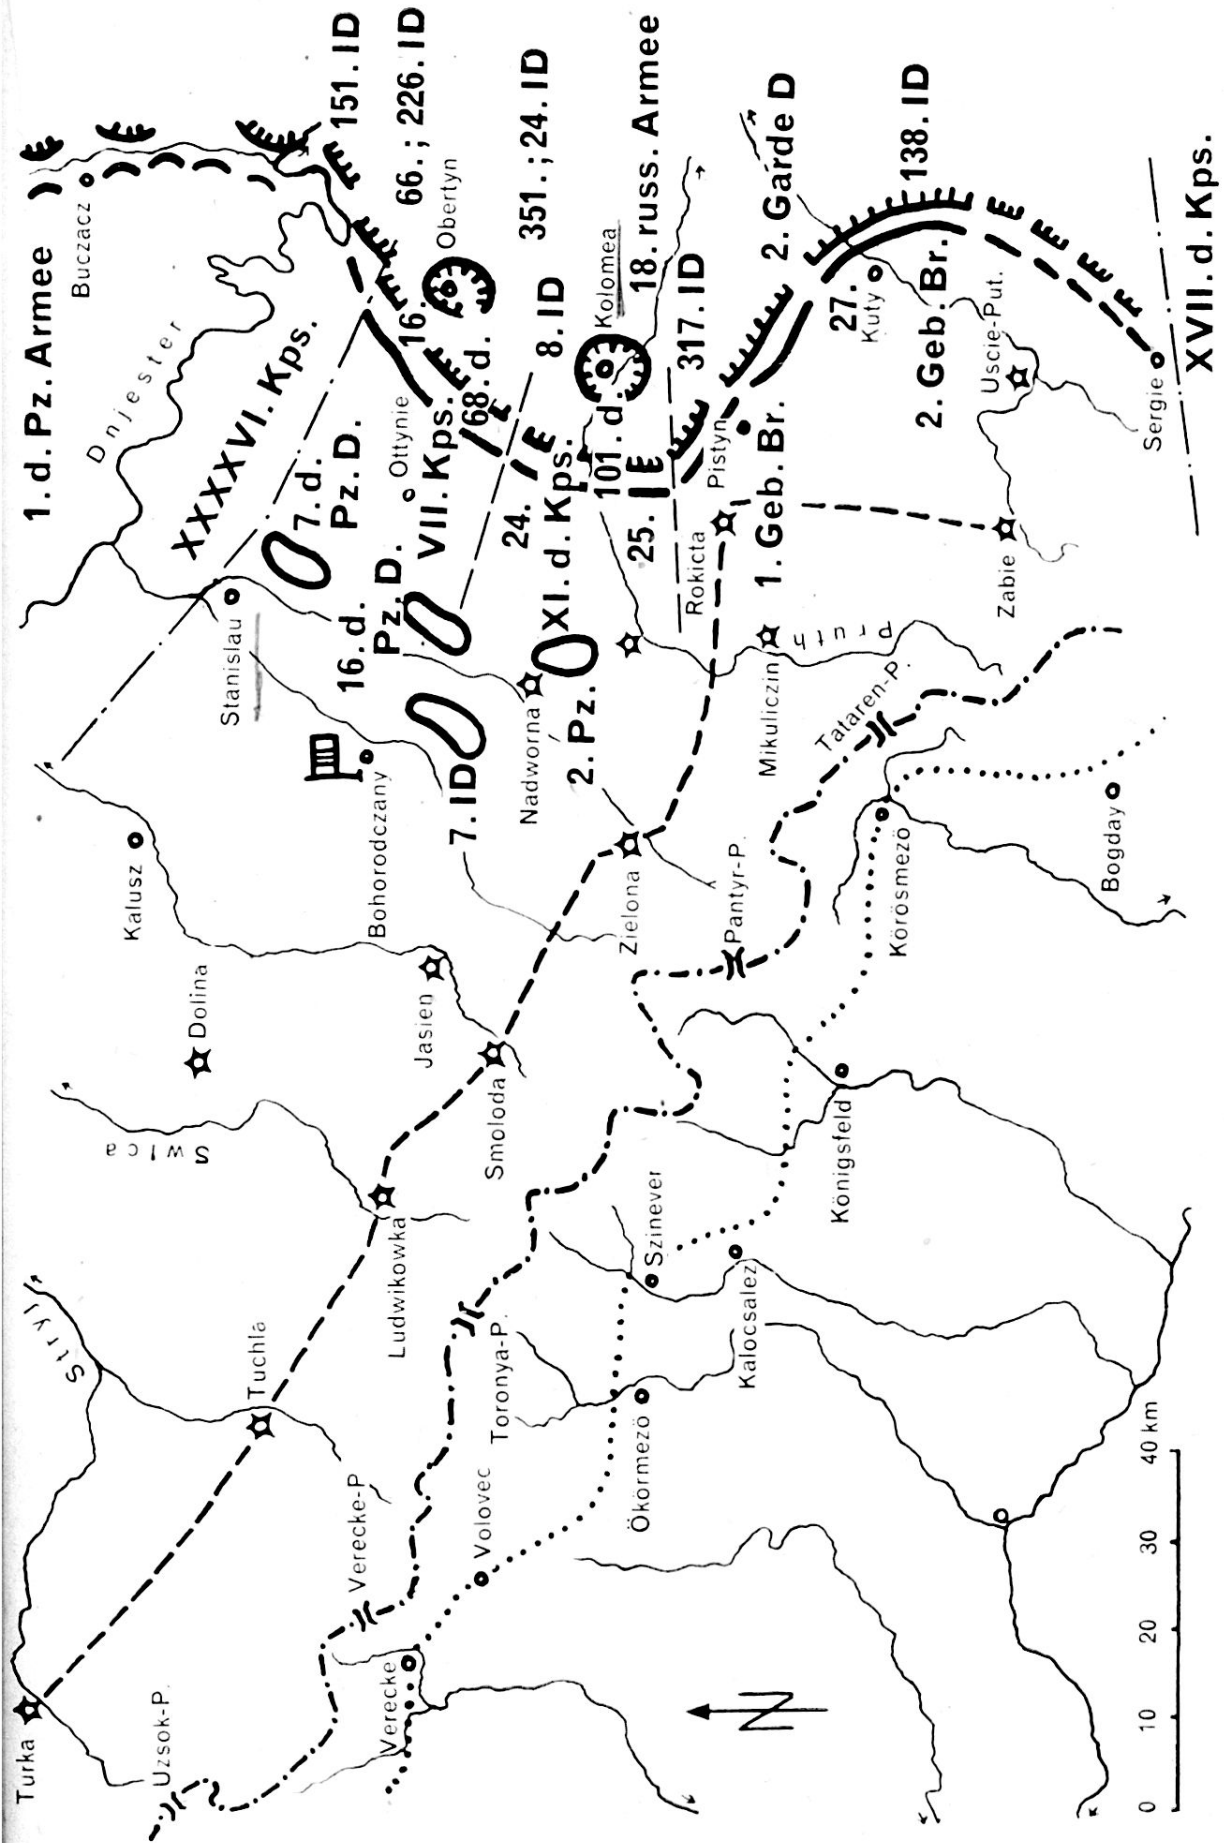 1. d. Pz. Armee
Buczacz
151. ID
66.; 226. ID
Obertyn
351.; 24. ID
18. russ. Armee
Kolomea
8. ID
317. ID
2. Garde D
138. ID
XVII. d. Kps.
Dnjester
XXXXVI. Kps.
7. d.
Pz. D.
Ottynie
16.
68. d.
VII. Kps.
24.
XI. d. Kps.
101. d.
25.
Pistyn
Rokicta
1. Geb. Br.
27.
Kuty
2. Geb. Br.
Uscie-Put.
Sergie
Zabie
Stanislau
16. d.
Pz. D.
7. ID
Nadworna
2. Pz.
Mikuliczin
Pruth
Tataren-P.
Bohorodczany
Kalusz
Dolina
Jasien
Smoloda
Zielona
Pantyr-P.
Körösmezö
Bogday
Swica
Ludwikowka
Szinever
Königsfeld
Kalocsalez
Stryj
Tuchla
Toronya-P.
Ökörmezö
Verecke-P
Volovec
Verecke
Turka
Uzsok-P.
N
0 10 20 30 40 km